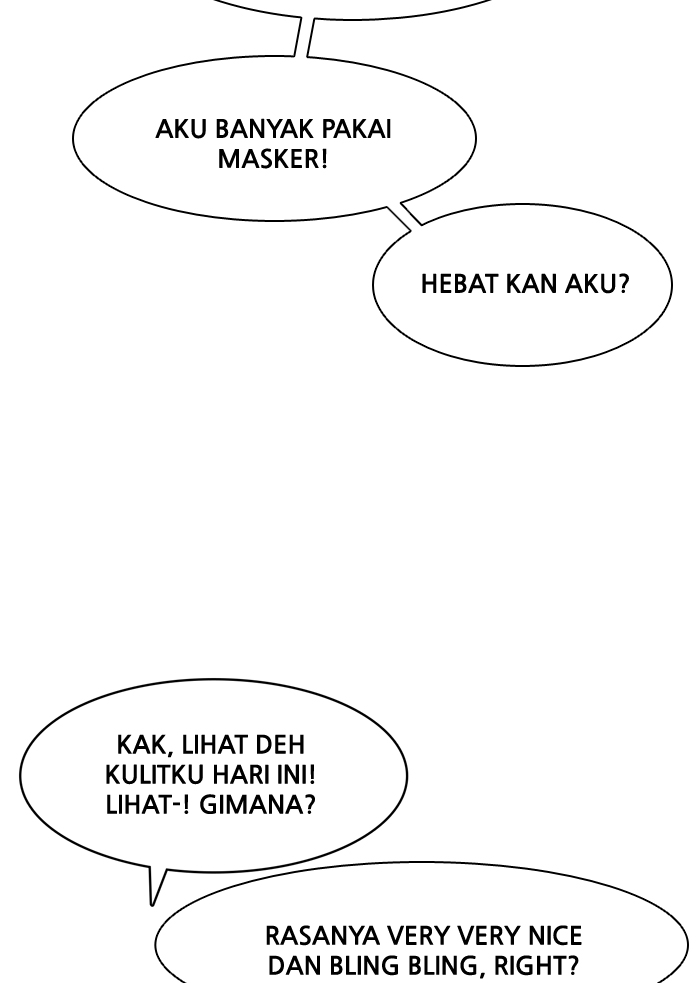 AKU BANYAK PAKAI
MASKER!
HEBAT KAN AKU?
KAK, LIHAT DEH
KULITKU HARI INI!
LIHAT-! GIMANA?
RASANYA VERY VERY NICE
DAN BLING BLING, RIGHT?